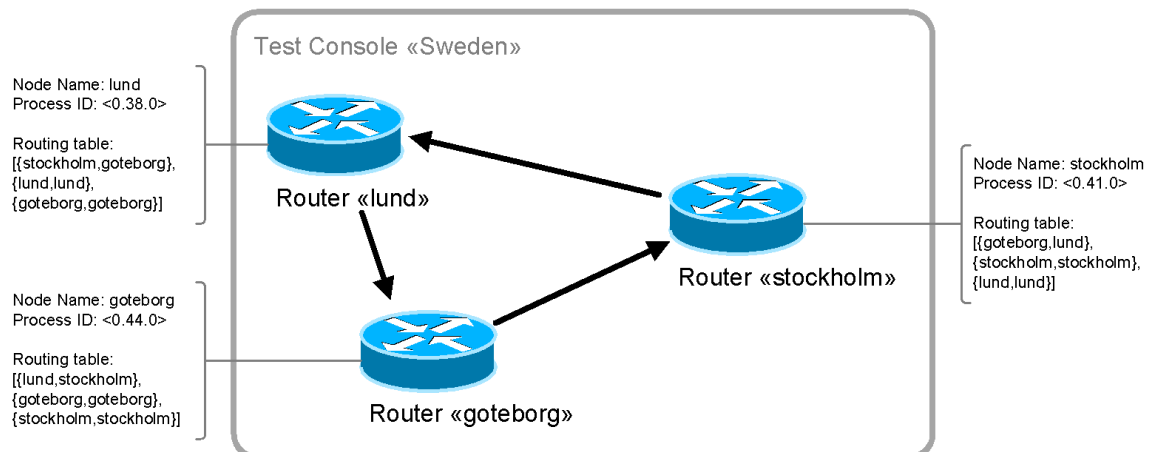 Test Console «Sweden»
Node Name: lund
Process ID: <0.38.0>
Routing table:
[{stockholm,goteborg},
{lund,lund},
{goteborg,goteborg}]
Router «lund»
Node Name: stockholm
Process ID: <0.41.0>
Routing table:
[{goteborg,lund},
{stockholm,stockholm},
{lund,lund}]
Router «stockholm»
Node Name: goteborg
Process ID: <0.44.0>
Routing table:
[{lund,stockholm},
{goteborg,goteborg},
{stockholm,stockholm}]
Router «goteborg»